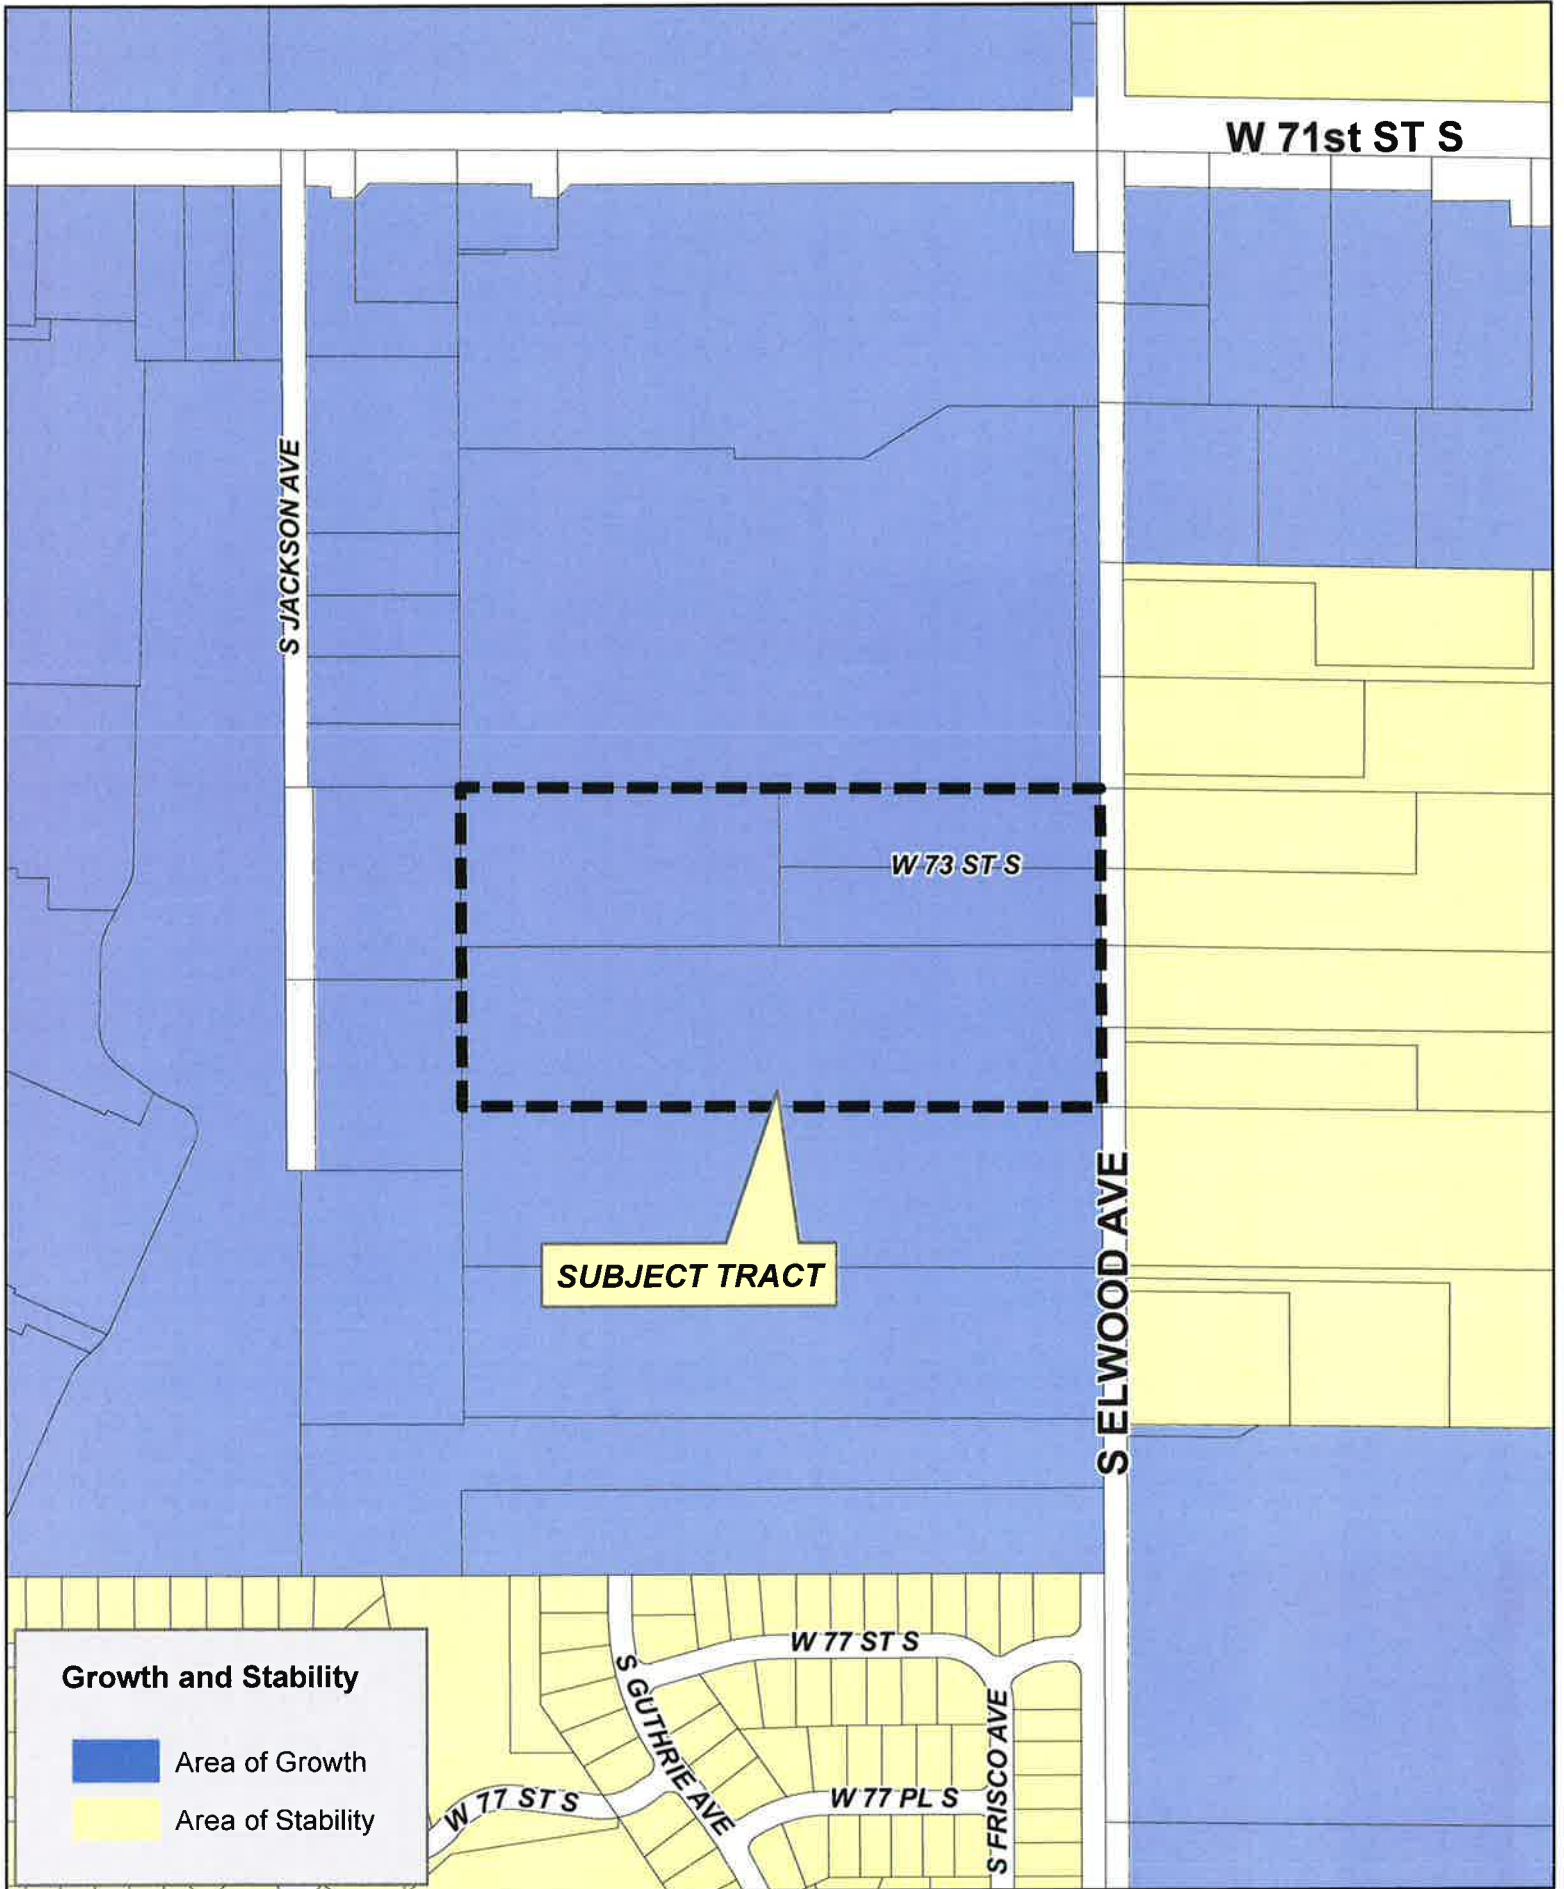 W 71st ST S
S JACKSON AVE
W 73 ST S
SUBJECT TRACT
S ELWOOD AVE
W 77 ST S
S GUTHRIE AVE
S FRISCO AVE
W 77 ST S
W 77 PL S
Growth and Stability
Area of Growth
Area of Stability